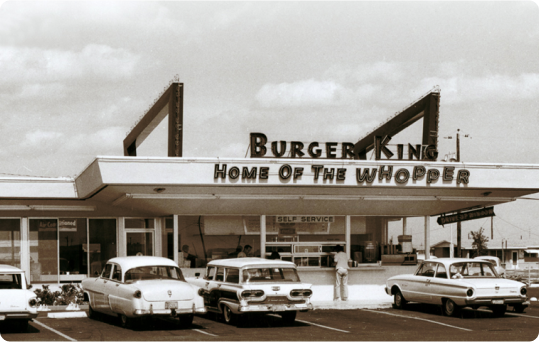 BURGER KING
HOME OF THE WHOPPER
SELF SERVICE